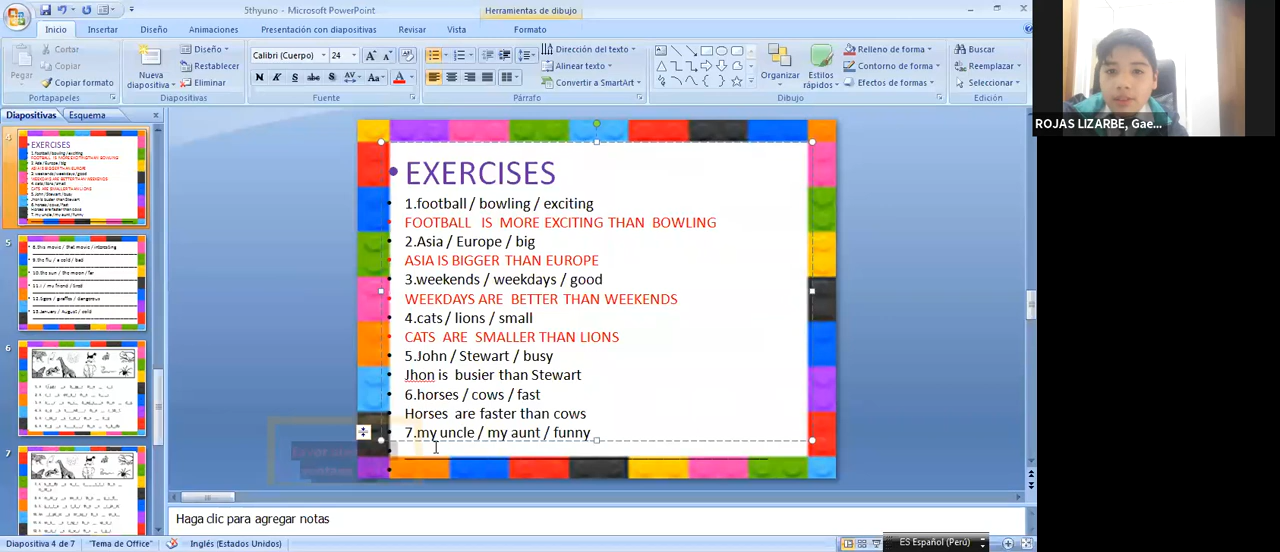 5thyuno - Microsoft PowerPoint
Herramientas de dibujo
Inicio
Insertar
Diseño
Animaciones
Presentación con diapositivas
Revisar
Vista
Formato
Pegar
Cortar
Copiar
Copiar formato
Portapapeles
Nueva
diapositiva
Diseño
Restablecer
Eliminar
Diapositivas
Calibri (Cuerpo)
24
Fuente
Párrafo
Dirección del texto
Alinear texto
Convertir a SmartArt
Organizar
Estilos
rápidos
Relleno de forma
Contorno de forma
Efectos de formas
Dibujo
Buscar
Reemplazar
Seleccionar
Edición
ROJAS LIZARBE, Gae...
Diapositivas
Esquema
4
5
6
7
EXERCISES
1.football / bowling / exciting
FOOTBALL IS MORE EXCITING THAN BOWLING
2.Asia / Europe / big
ASIA IS BIGGER THAN EUROPE
3.weekends / weekdays / good
WEEKDAYS ARE BETTER THAN WEEKENDS
4.cats / lions / small
CATS ARE SMALLER THAN LIONS
5.John / Stewart / busy
Jhon is busier than Stewart
6.horses / cows / fast
Horses are faster than cows
7.my uncle / my aunt / funny
Haga clic para agregar notas
Diapositiva 4 de 7
"Tema de Office"
Inglés (Estados Unidos)
ES Español (Perú)